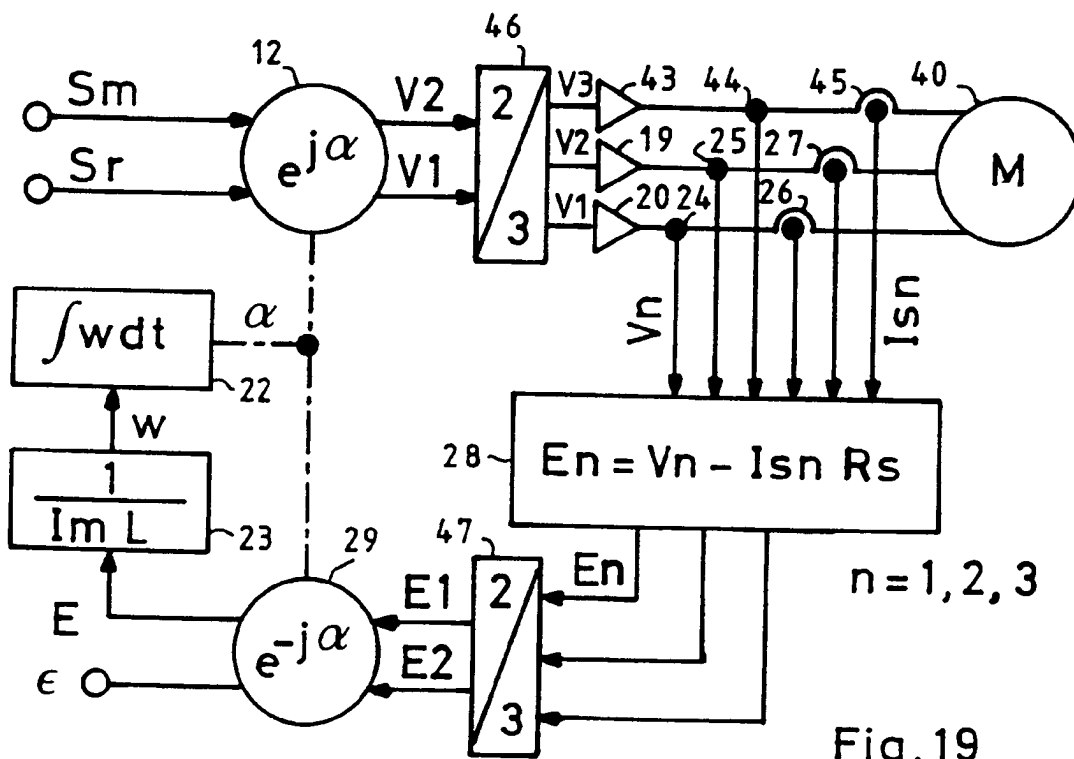 12
46
43
44
45
40
Sm
V2
2
V3
e^jα
Sr
V1
V2
19
25
27
M
3
V1
20
24
26
∫wdt
α
22
Vn
Isn
w
1
Im L
23
28
En = Vn - Isn Rs
29
47
n = 1, 2, 3
E
E1
2
En
e^-jα
E2
ϵ
3
Fig. 19